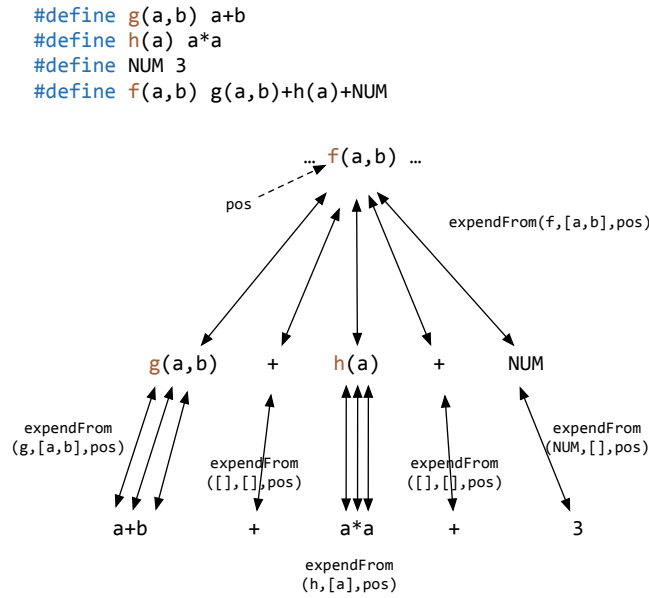 #define g(a,b) a+b
#define h(a) a*a
#define NUM 3
#define f(a,b) g(a,b)+h(a)+NUM
… f(a,b) …
pos
expendFrom(f,[a,b],pos)
g(a,b) + h(a) + NUM
expendFrom
(g,[a,b],pos)
expendFrom
([],[],pos)
expendFrom
([],[],pos)
expendFrom
(NUM,[],pos)
a+b + a*a + 3
expendFrom
(h,[a],pos)